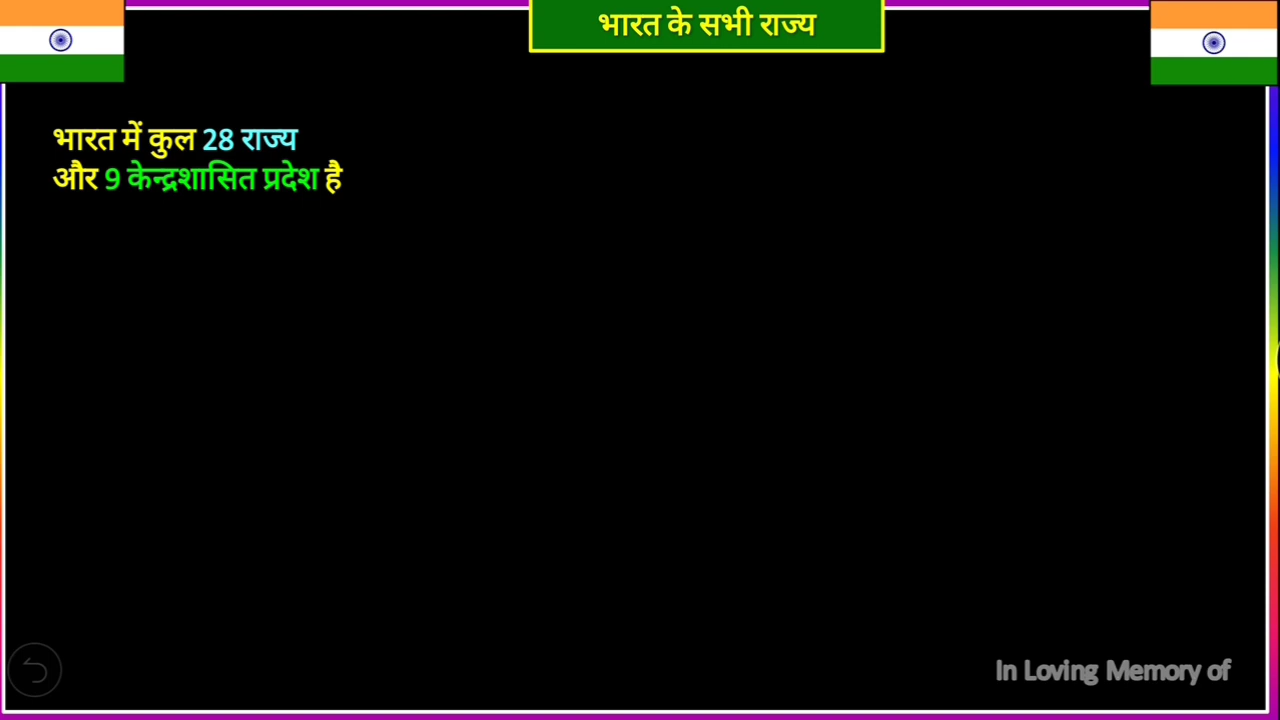 भारत के सभी राज्य
भारत में कुल 28 राज्य
और 9 केन्द्रशासित प्रदेश है
In Loving Memory of